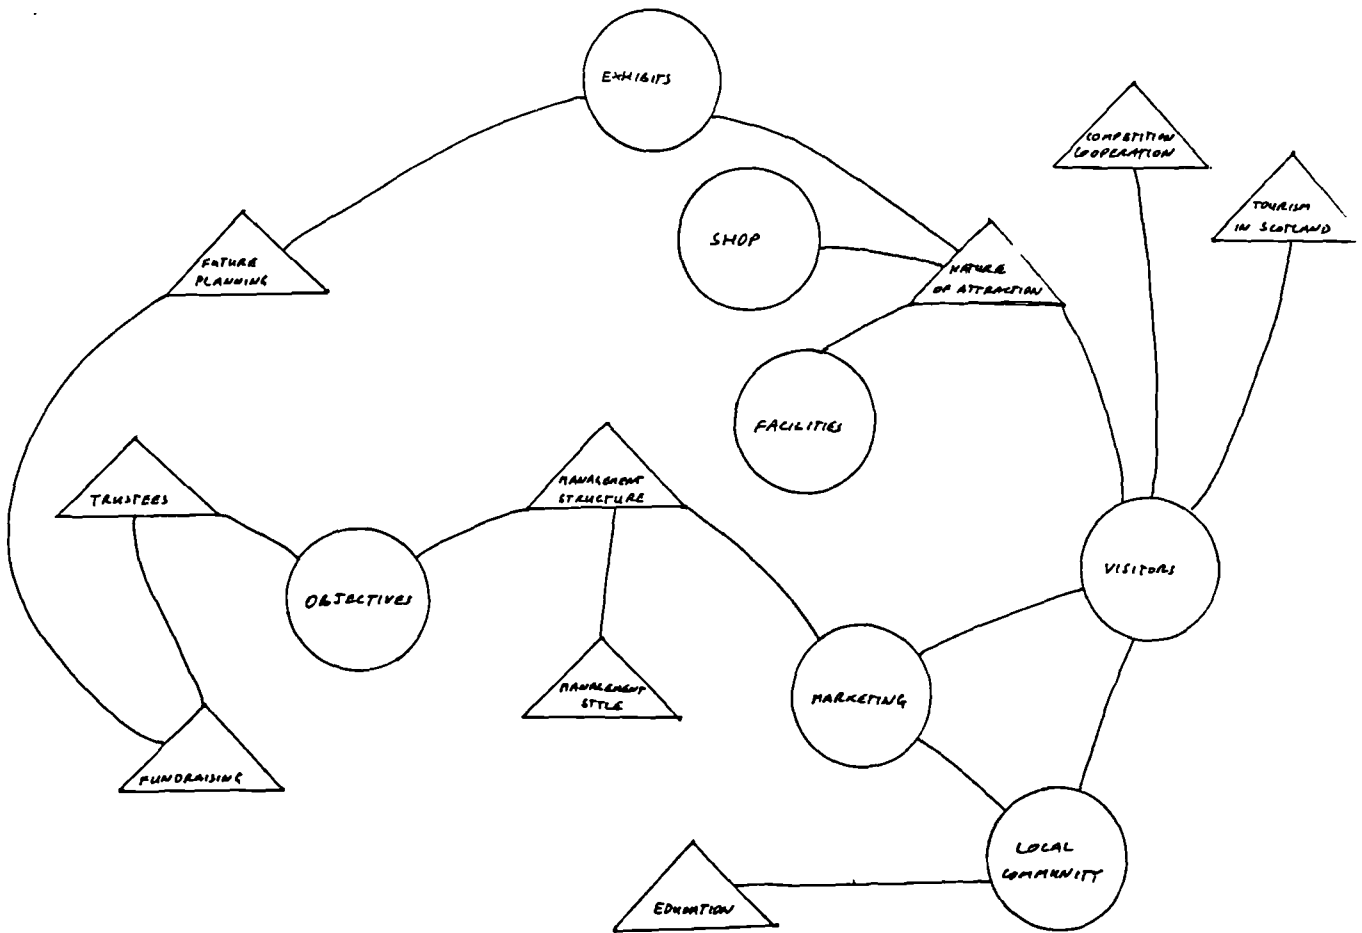 EXHIBITS
COMPETITION
COOPERATION
TOURISM
IN SCOTLAND
SHOP
NATURE
OF ATTRACTION
FUTURE
PLANNING
FACILITIES
MANAGEMENT
STRUCTURE
TRUSTEES
VISITORS
OBJECTIVES
MANAGEMENT
STYLE
MARKETING
FUNDRAISING
LOCAL
COMMUNITY
EDUCATION